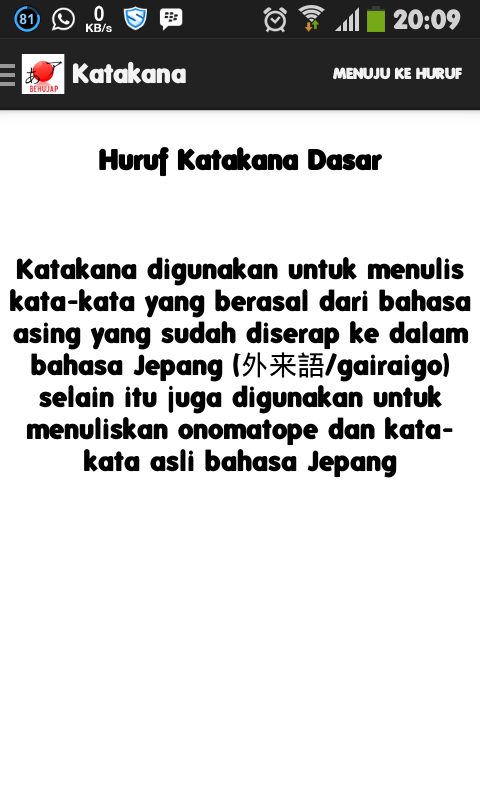 81 0 KB/s S 20:09
あ BEHUJAP Katakana MENUJU KE HURUF
Huruf Katakana Dasar
Katakana digunakan untuk menulis
kata-kata yang berasal dari bahasa
asing yang sudah diserap ke dalam
bahasa Jepang (外来語/gairaigo)
selain itu juga digunakan untuk
menuliskan onomatope dan kata-
kata asli bahasa Jepang